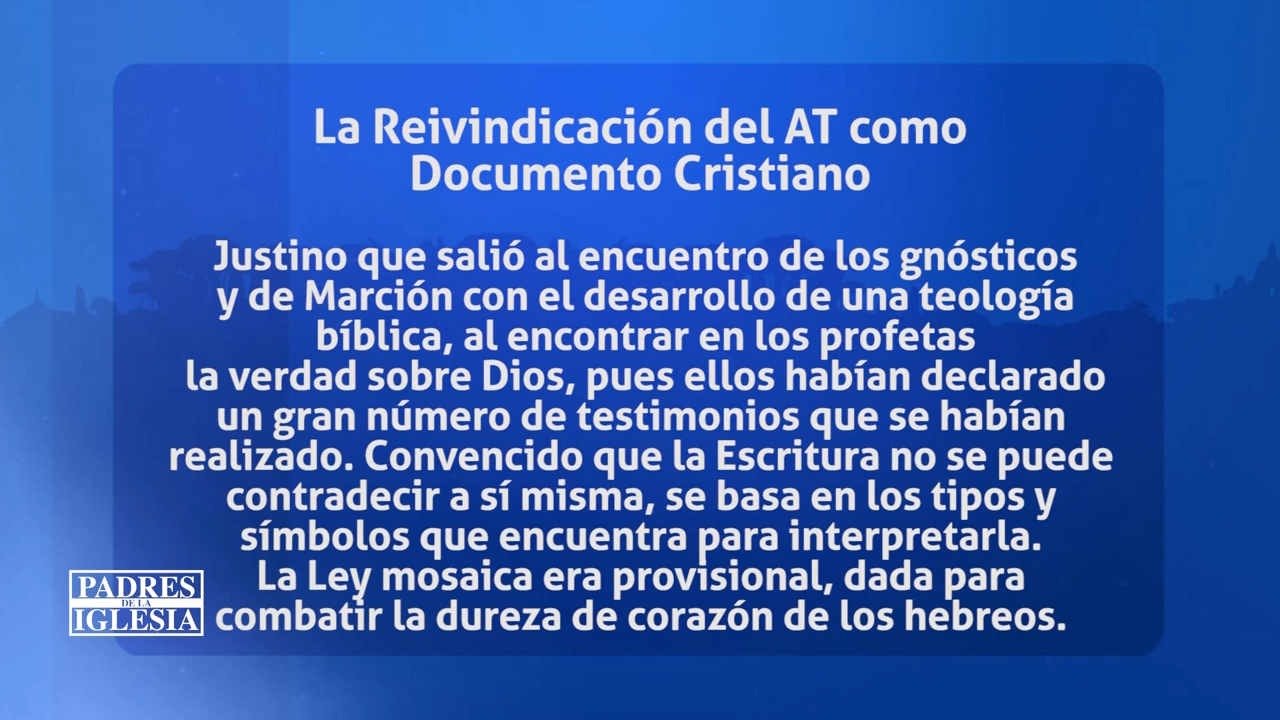 La Reivindicación del AT como
Documento Cristiano
Justino que salió al encuentro de los gnósticos
y de Marción con el desarrollo de una teología
bíblica, al encontrar en los profetas
la verdad sobre Dios, pues ellos habían declarado
un gran número de testimonios que se habían
realizado. Convencido que la Escritura no se puede
contradecir a sí misma, se basa en los tipos y
símbolos que encuentra para interpretarla.
La Ley mosaica era provisional, dada para
combatir la dureza de corazón de los hebreos.
PADRES
DE LA
IGLESIA